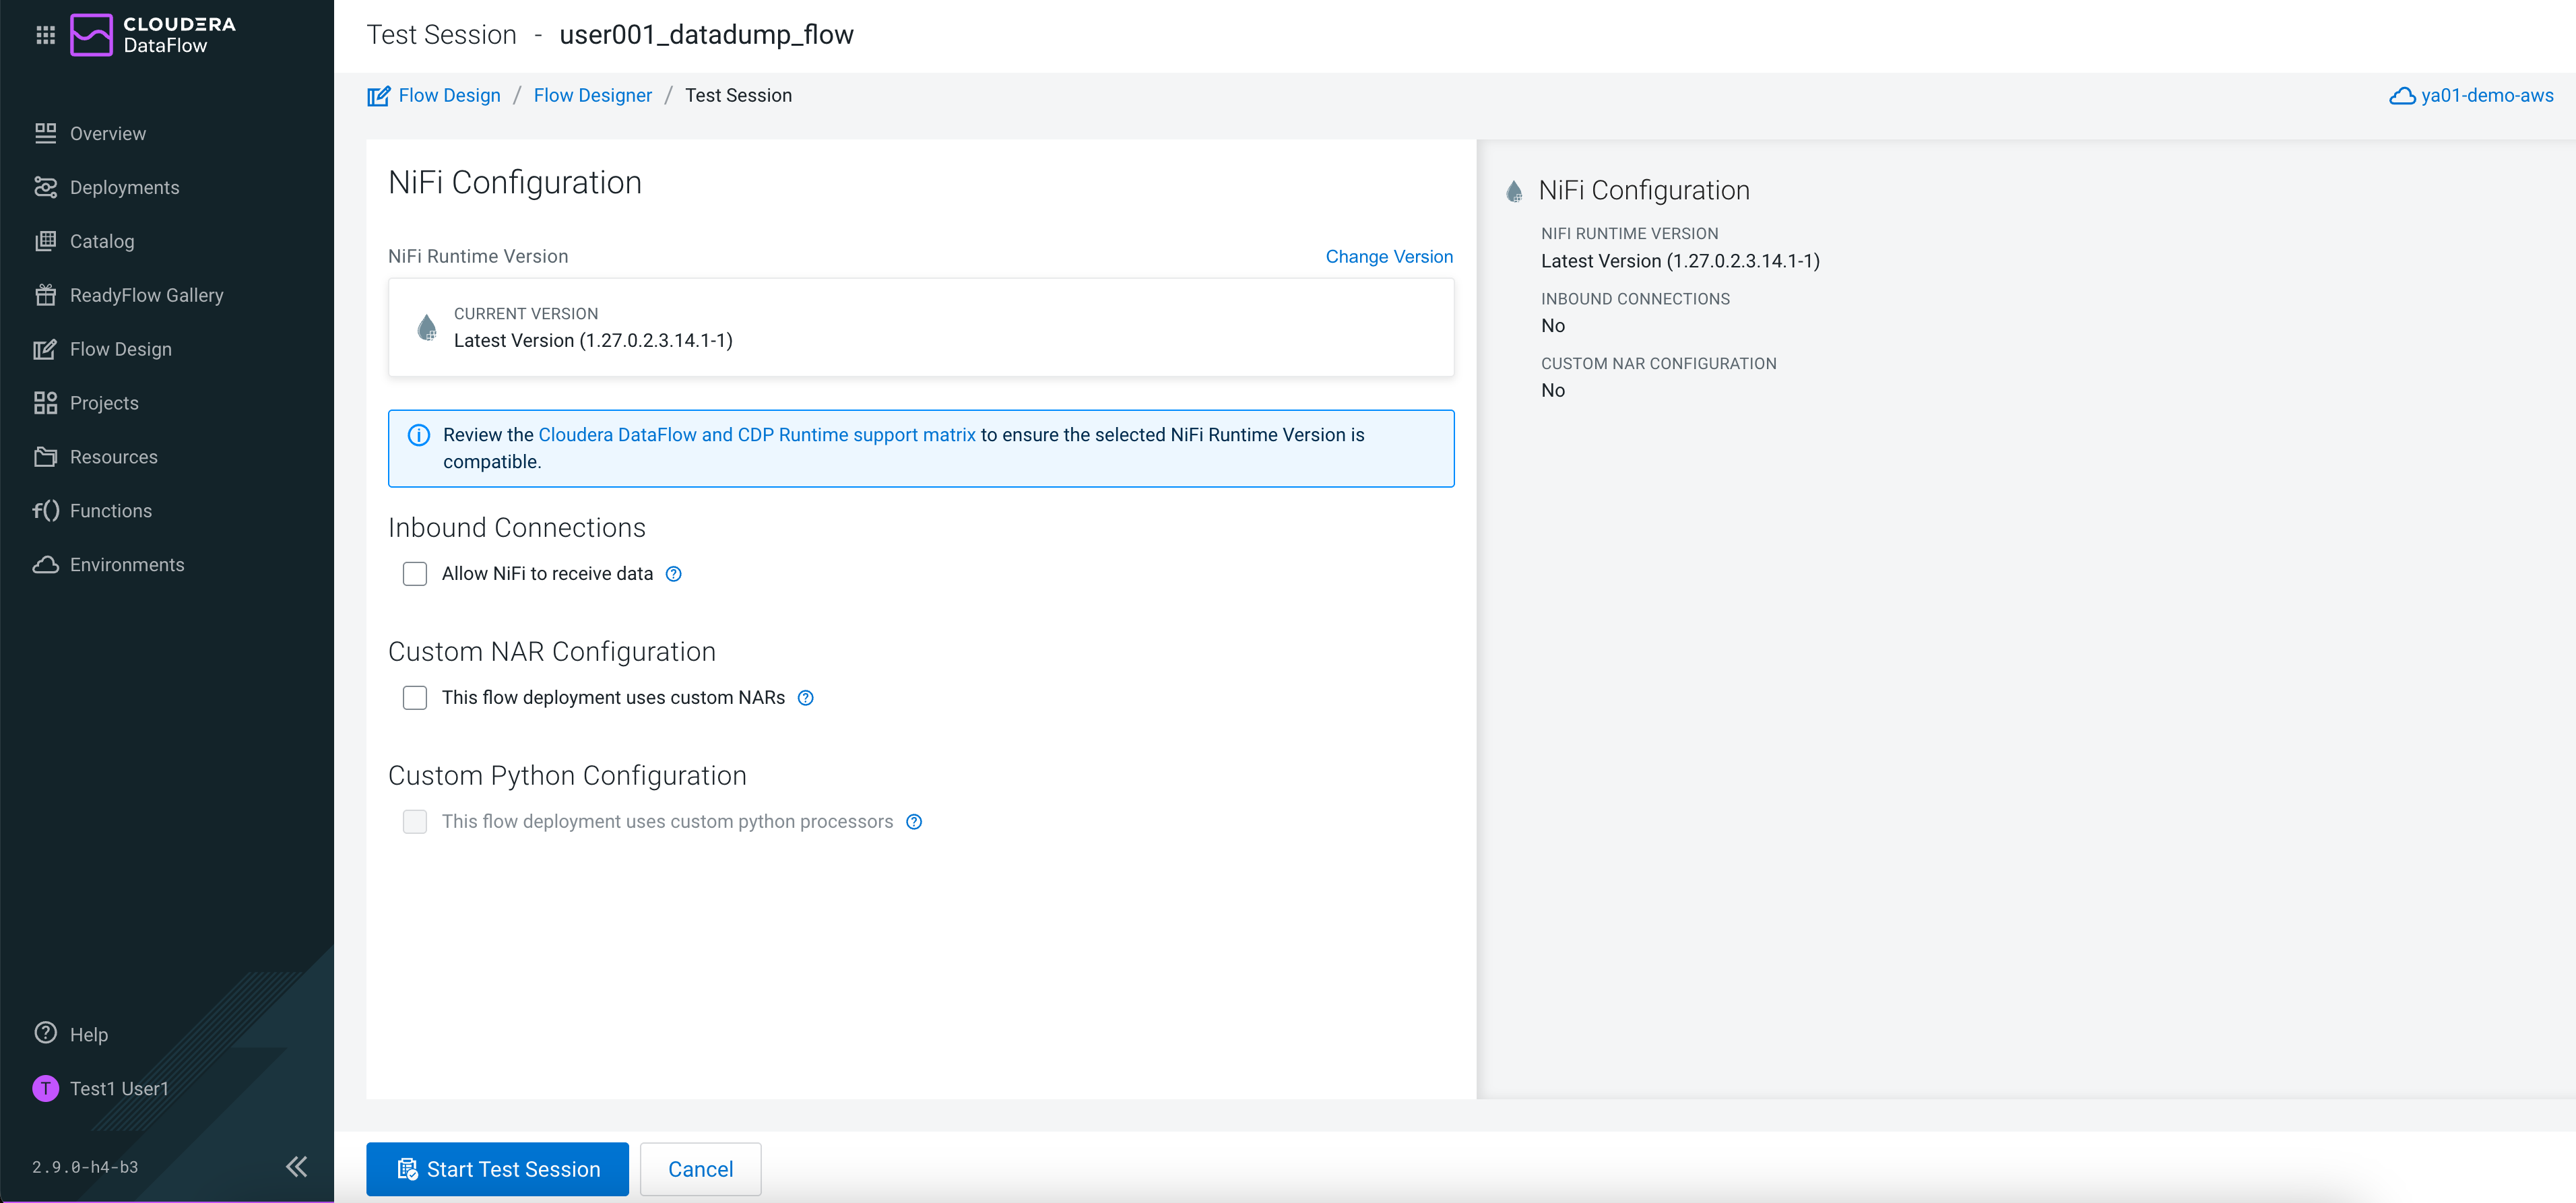 CLOUDERA
DataFlow
Overview
Deployments
Catalog
ReadyFlow Gallery
Flow Design
Projects
Resources
f() Functions
Environments
Help
T Test1 User1
2.9.0-h4-b3
Test Session - user001_datadump_flow
Flow Design / Flow Designer / Test Session
ya01-demo-aws
NiFi Configuration
NiFi Runtime Version
Change Version
CURRENT VERSION
Latest Version (1.27.0.2.3.14.1-1)
Review the Cloudera DataFlow and CDP Runtime support matrix to ensure the selected NiFi Runtime Version is
compatible.
Inbound Connections
Allow NiFi to receive data
Custom NAR Configuration
This flow deployment uses custom NARs
Custom Python Configuration
This flow deployment uses custom python processors
NiFi Configuration
NIFI RUNTIME VERSION
Latest Version (1.27.0.2.3.14.1-1)
INBOUND CONNECTIONS
No
CUSTOM NAR CONFIGURATION
No
Start Test Session
Cancel